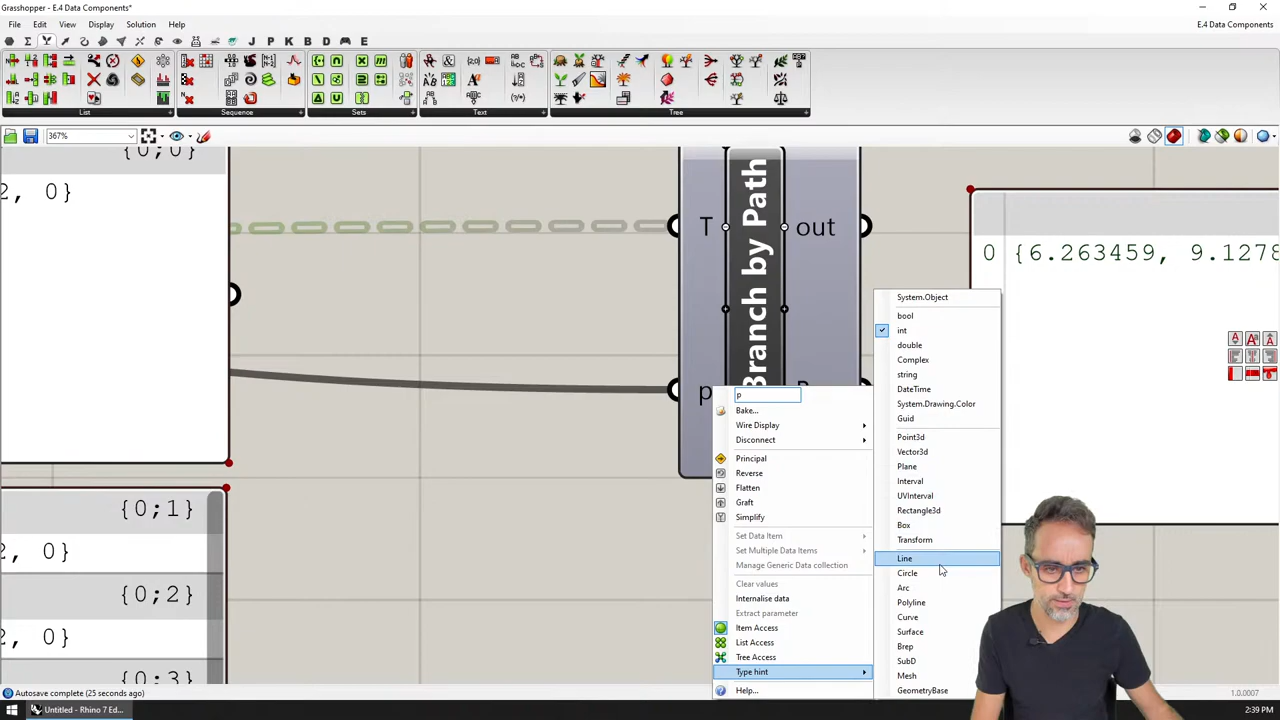 Grasshopper - E.4 Data Components*
File Edit View Display Solution Help
E.4 Data Components
J P K B D E
List Sequence Sets Text Tree
367%
{0;0}
2, 0}
T
out
Branch by Path
0 {6.263459, 9.1278
p
{0;1}
2, 0}
{0;2}
2, 0}
{0;3}
p
Bake...
Wire Display
Disconnect
Principal
Reverse
Flatten
Graft
Simplify
Set Data Item
Set Multiple Data Items
Manage Generic Data collection
Clear values
Internalise data
Extract parameter
Item Access
List Access
Tree Access
Type hint
Help...
System.Object
bool
int
double
Complex
string
DateTime
System.Drawing.Color
Guid
Point3d
Vector3d
Plane
Interval
UVInterval
Rectangle3d
Box
Transform
Line
Circle
Arc
Polyline
Curve
Surface
Brep
SubD
Mesh
GeometryBase
Autosave complete (25 seconds ago)
1.0.0007
Untitled - Rhino 7 Ed...
2:39 PM